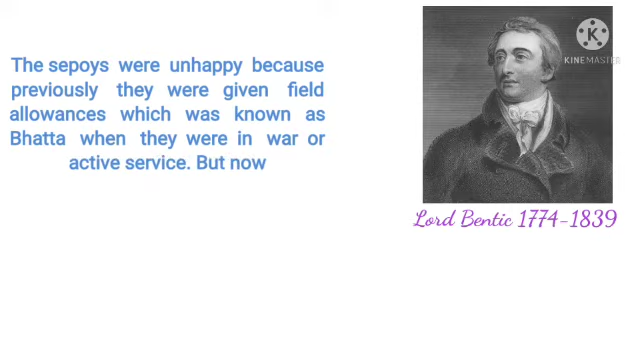 The sepoys were unhappy because
previously they were given field
allowances which was known as
Bhatta when they were in war or
active service. But now
K
KINEMASTER
Lord Bentic 1774-1839